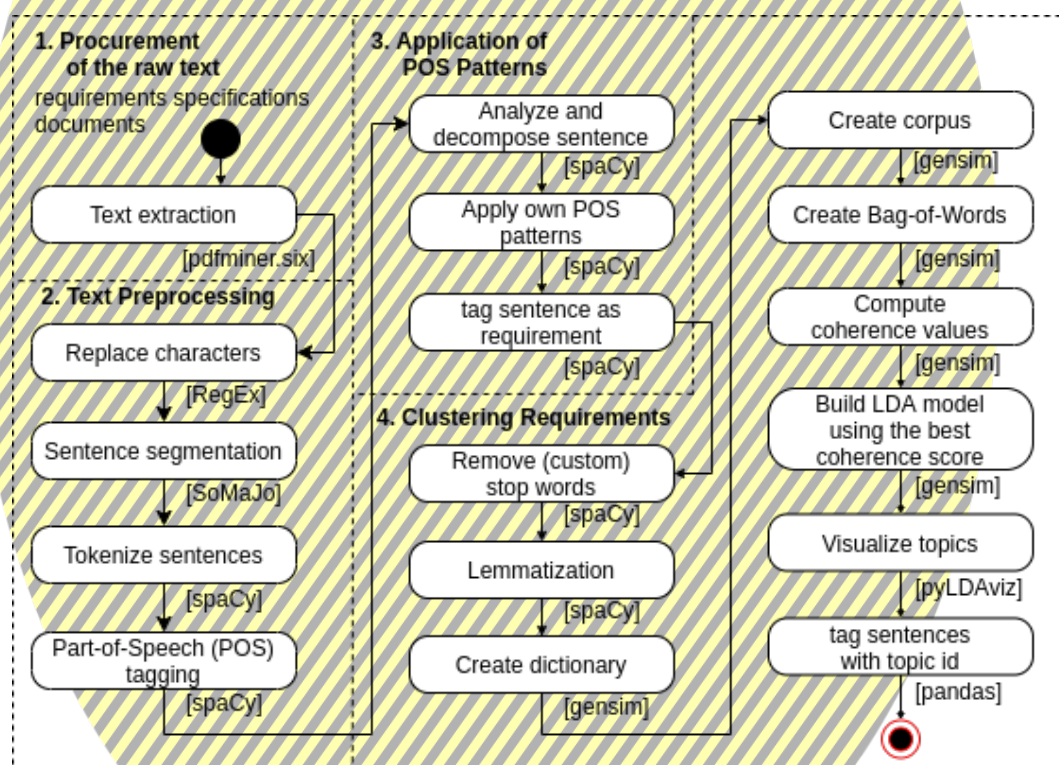 1. Procurement
of the raw text
requirements specifications
documents
Text extraction
[pdfminer.six]
2. Text Preprocessing
Replace characters
[RegEx]
Sentence segmentation
[SoMaJo]
Tokenize sentences
[spaCy]
Part-of-Speech (POS)
tagging
[spaCy]
3. Application of
POS Patterns
Analyze and
decompose sentence
[spaCy]
Apply own POS
patterns
[spaCy]
tag sentence as
requirement
[spaCy]
4. Clustering Requirements
Remove (custom)
stop words
[spaCy]
Lemmatization
[spaCy]
Create dictionary
[gensim]
Create corpus
[gensim]
Create Bag-of-Words
[gensim]
Compute
coherence values
[gensim]
Build LDA model
using the best
coherence score
[gensim]
Visualize topics
[pyLDAviz]
tag sentences
with topic id
[pandas]